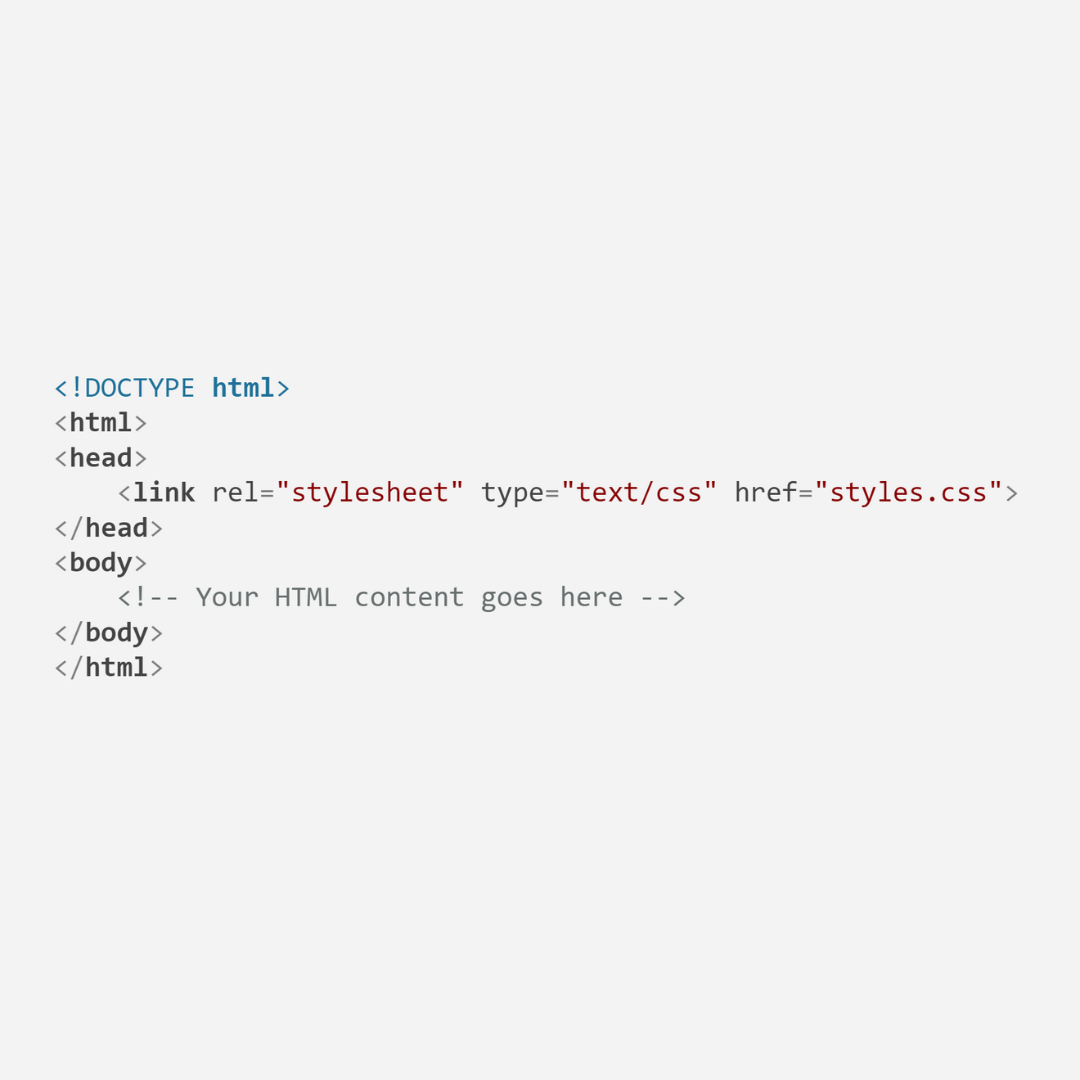 <!DOCTYPE html>
<html>
<head>
    <link rel="stylesheet" type="text/css" href="styles.css">
</head>
<body>
    <!-- Your HTML content goes here -->
</body>
</html>